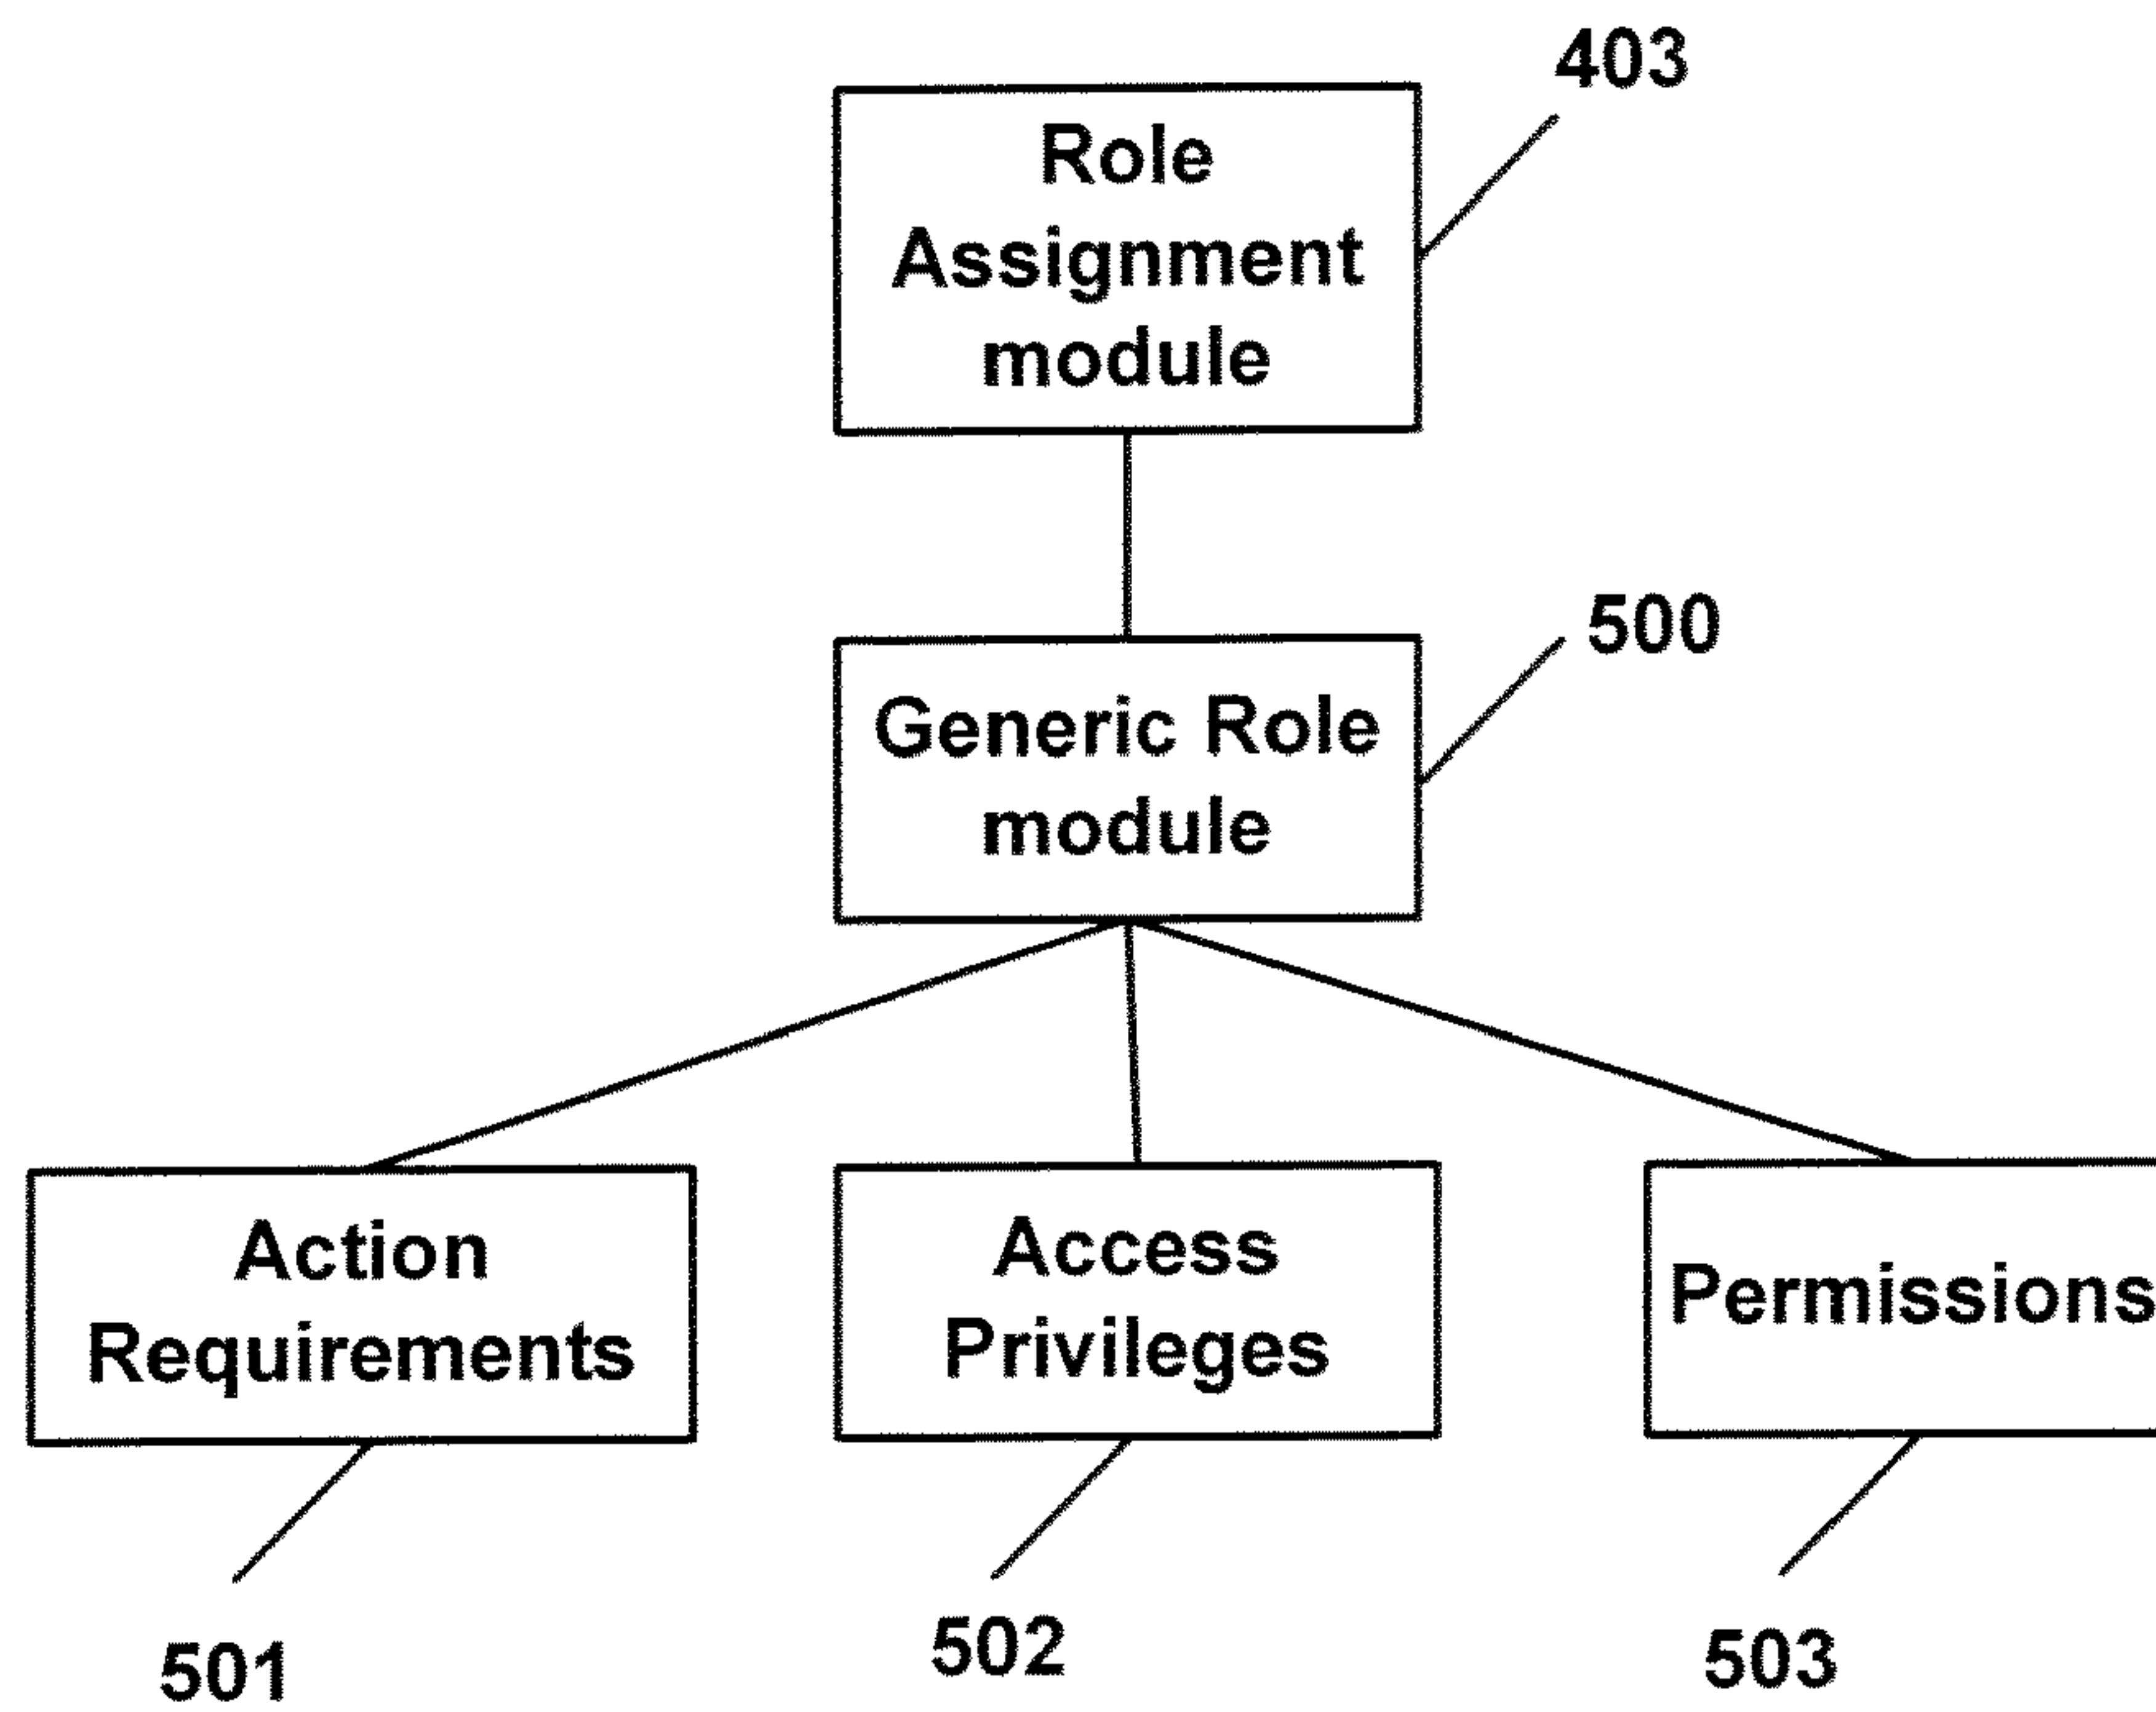 403
Role
Assignment
module
500
Generic Role
module
Action
Requirements
Access
Privileges
Permissions
501
502
503